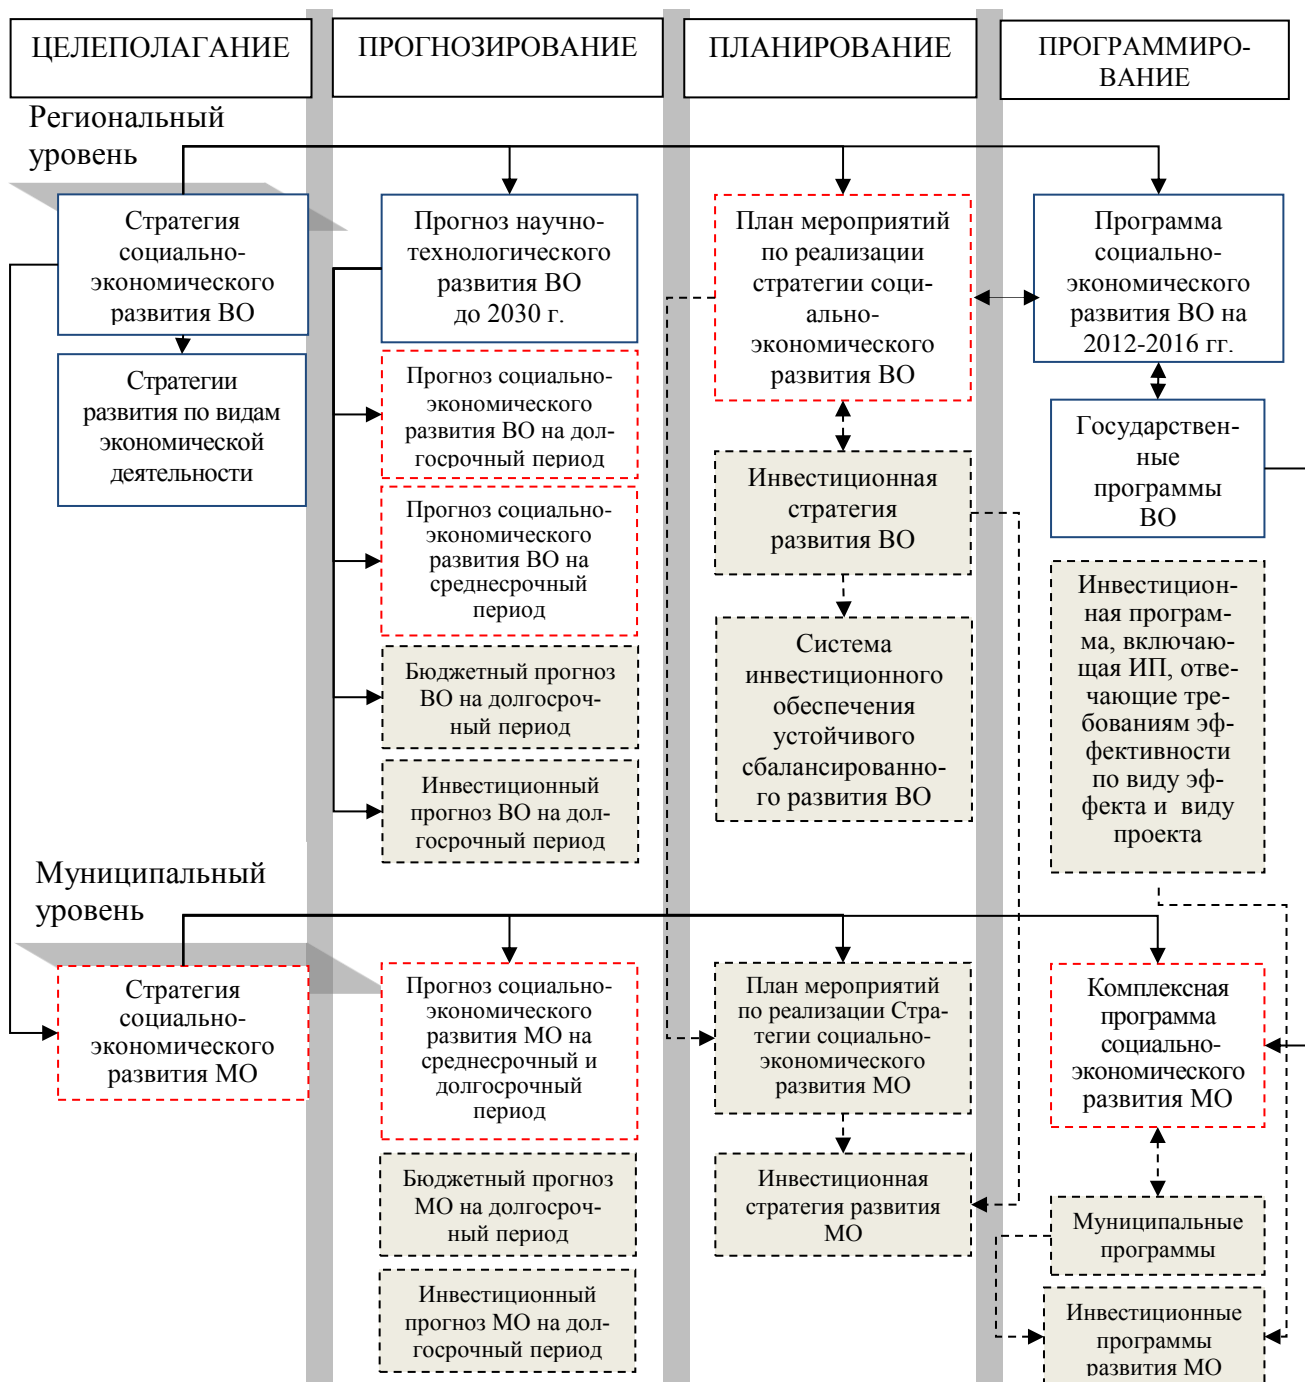 ЦЕЛЕПОЛАГАНИЕ
ПРОГНОЗИРОВАНИЕ
ПЛАНИРОВАНИЕ
ПРОГРАММИРО-
ВАНИЕ
Региональный
уровень
Стратегия
социально-
экономического
развития ВО
Стратегии
развития по видам
экономической
деятельности
Прогноз научно-
технологического
развития ВО
до 2030 г.
Прогноз социально-
экономического
развития ВО на дол-
госрочный период
Прогноз социально-
экономического
развития ВО на
среднесрочный
период
Бюджетный прогноз
ВО на долгосроч-
ный период
Инвестиционный
прогноз ВО на дол-
госрочный период
План мероприятий
по реализации
стратегии соци-
ально-
экономического
развития ВО
Инвестиционная
стратегия
развития ВО
Система
инвестиционного
обеспечения
устойчивого
сбалансированно-
го развития ВО
Программа
социально-
экономического
развития ВО на
2012-2016 гг.
Государствен-
ные
программы
ВО
Инвестицион-
ная програм-
ма, включаю-
щая ИП, отве-
чающие тре-
бованиям эф-
фективности
по виду эф-
фекта и виду
проекта
Муниципальный
уровень
Стратегия
социально-
экономического
развития МО
Прогноз социально-
экономического
развития МО на
среднесрочный и
долгосрочный
период
Бюджетный прогноз
МО на долгосроч-
ный период
Инвестиционный
прогноз МО на дол-
госрочный период
План мероприятий
по реализации Стра-
тегии социально-
экономического
развития МО
Инвестиционная
стратегия развития
МО
Комплексная
программа
социально-
экономического
развития МО
Муниципальные
программы
Инвестиционные
программы
развития МО